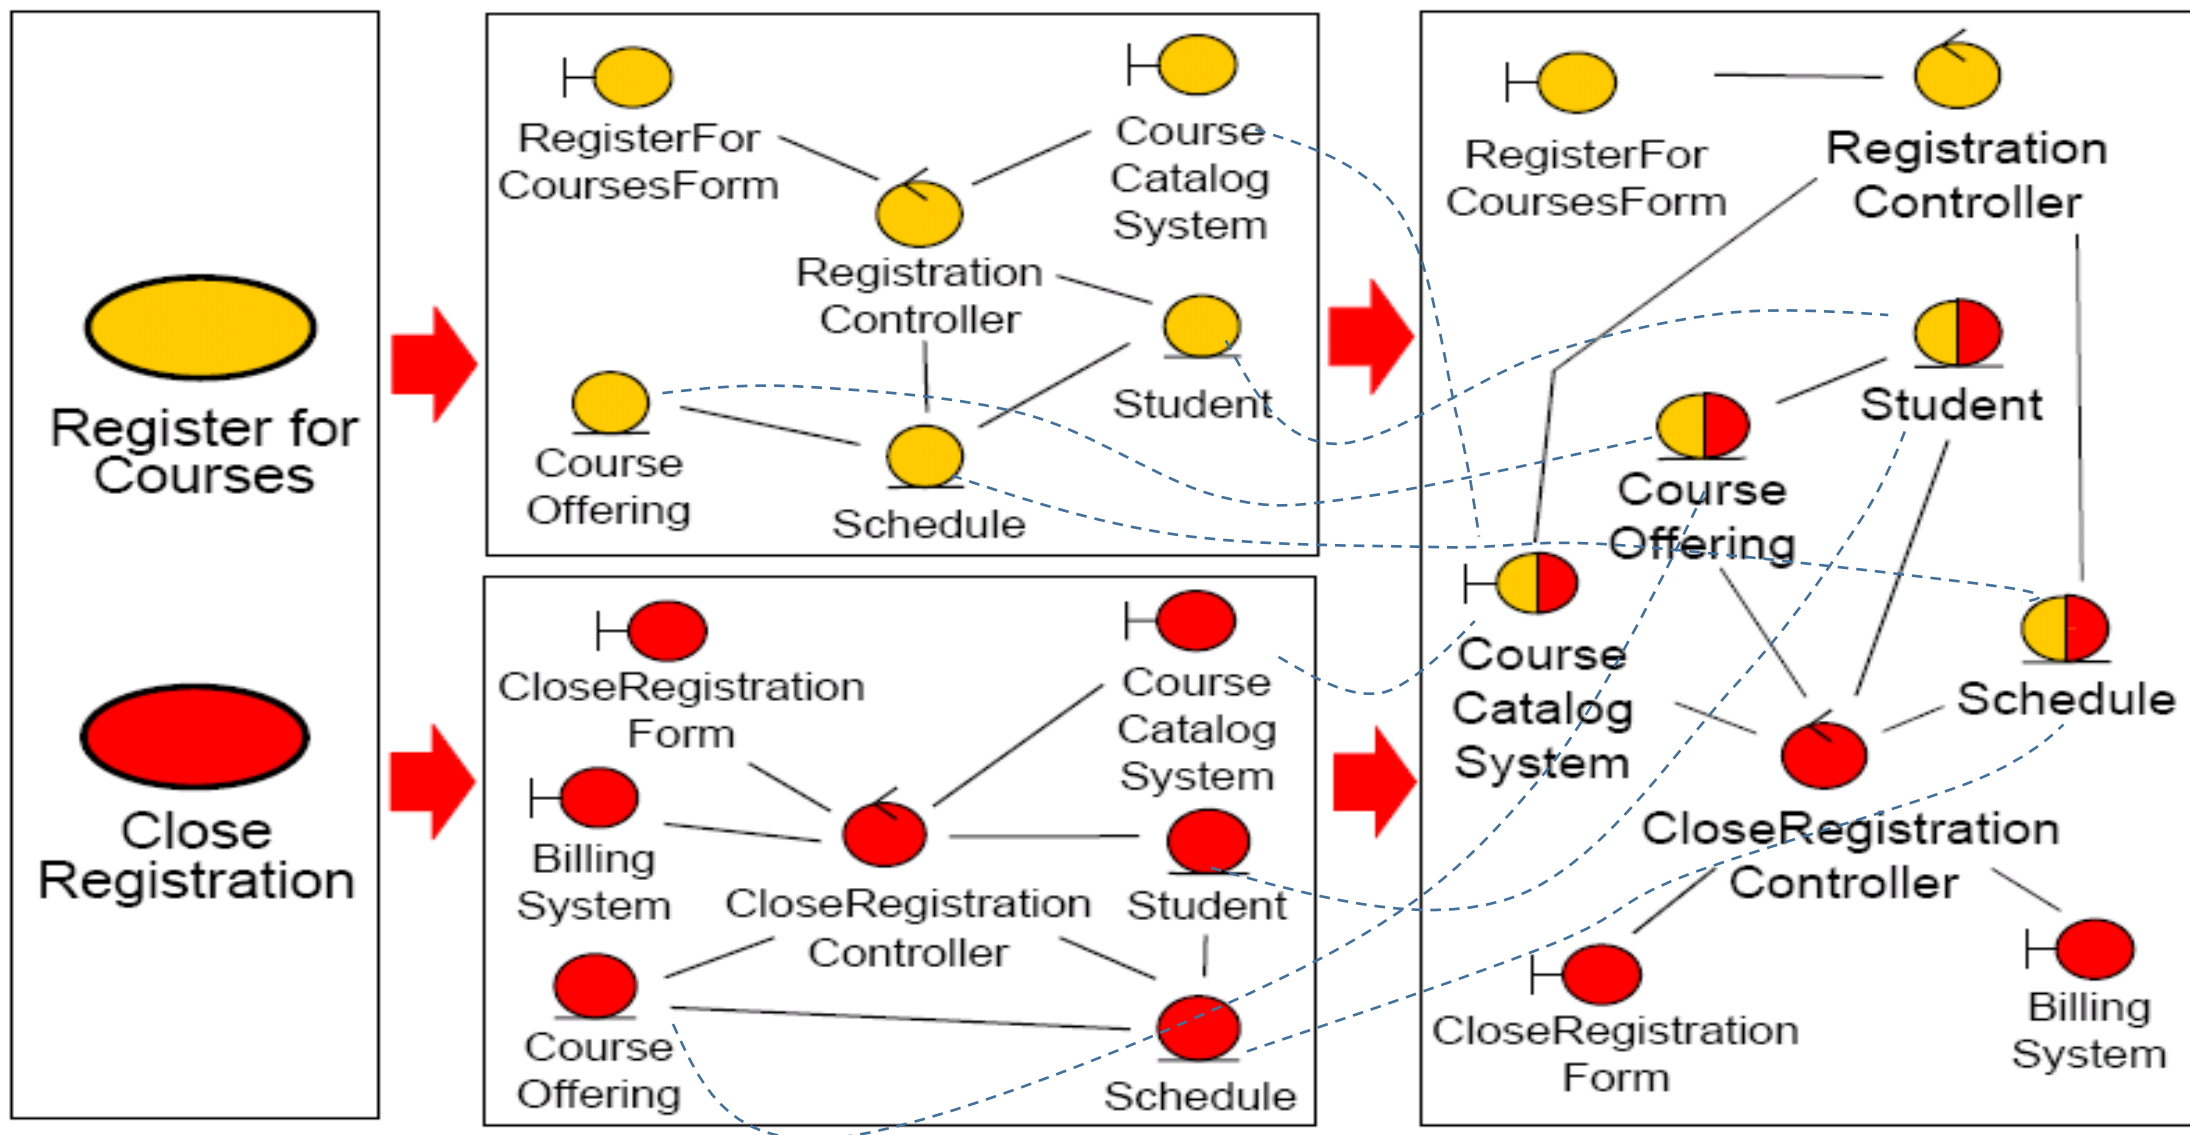 Register for
Courses
Close
Registration
RegisterFor
CoursesForm
Course
Catalog
System
Registration
Controller
Student
Course
Offering
Schedule
CloseRegistration
Form
Course
Catalog
System
Billing
System
CloseRegistration
Controller
Student
Course
Offering
Schedule
RegisterFor
CoursesForm
Registration
Controller
Student
Course
Offering
Course
Catalog
System
Schedule
CloseRegistration
Controller
CloseRegistration
Form
Billing
System